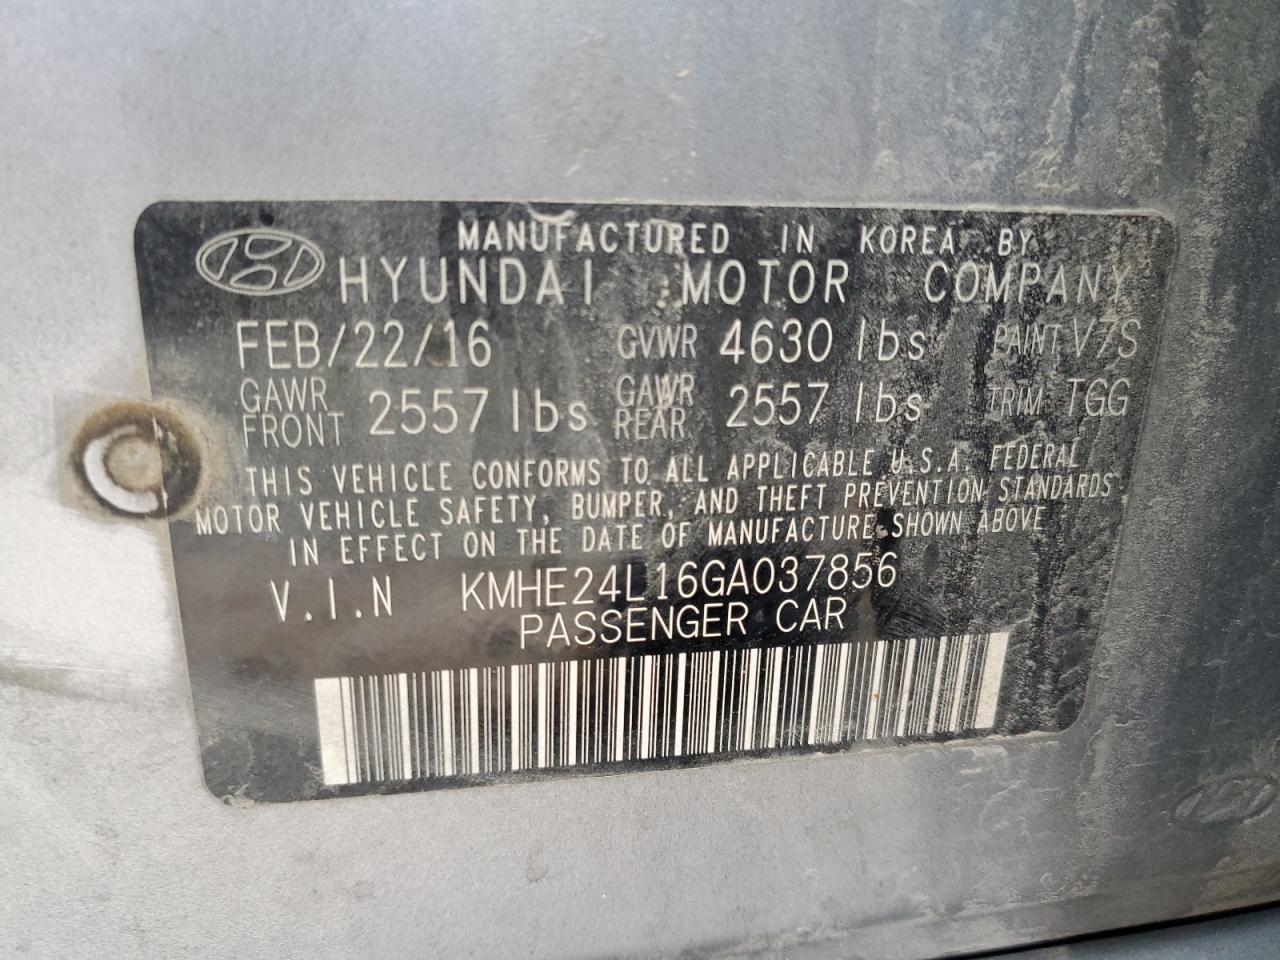 MANUFACTURED IN KOREA BY
HYUNDAI MOTOR COMPANY
FEB/22/16 GVWR 4630 lbs PAINT V7S
GAWR FRONT 2557 lbs GAWR REAR 2557 lbs TRIM TGG
THIS VEHICLE CONFORMS TO ALL APPLICABLE U.S.A. FEDERAL
MOTOR VEHICLE SAFETY, BUMPER, AND THEFT PREVENTION STANDARDS
IN EFFECT ON THE DATE OF MANUFACTURE SHOWN ABOVE
V.I.N KMHE24L16GA037856
PASSENGER CAR